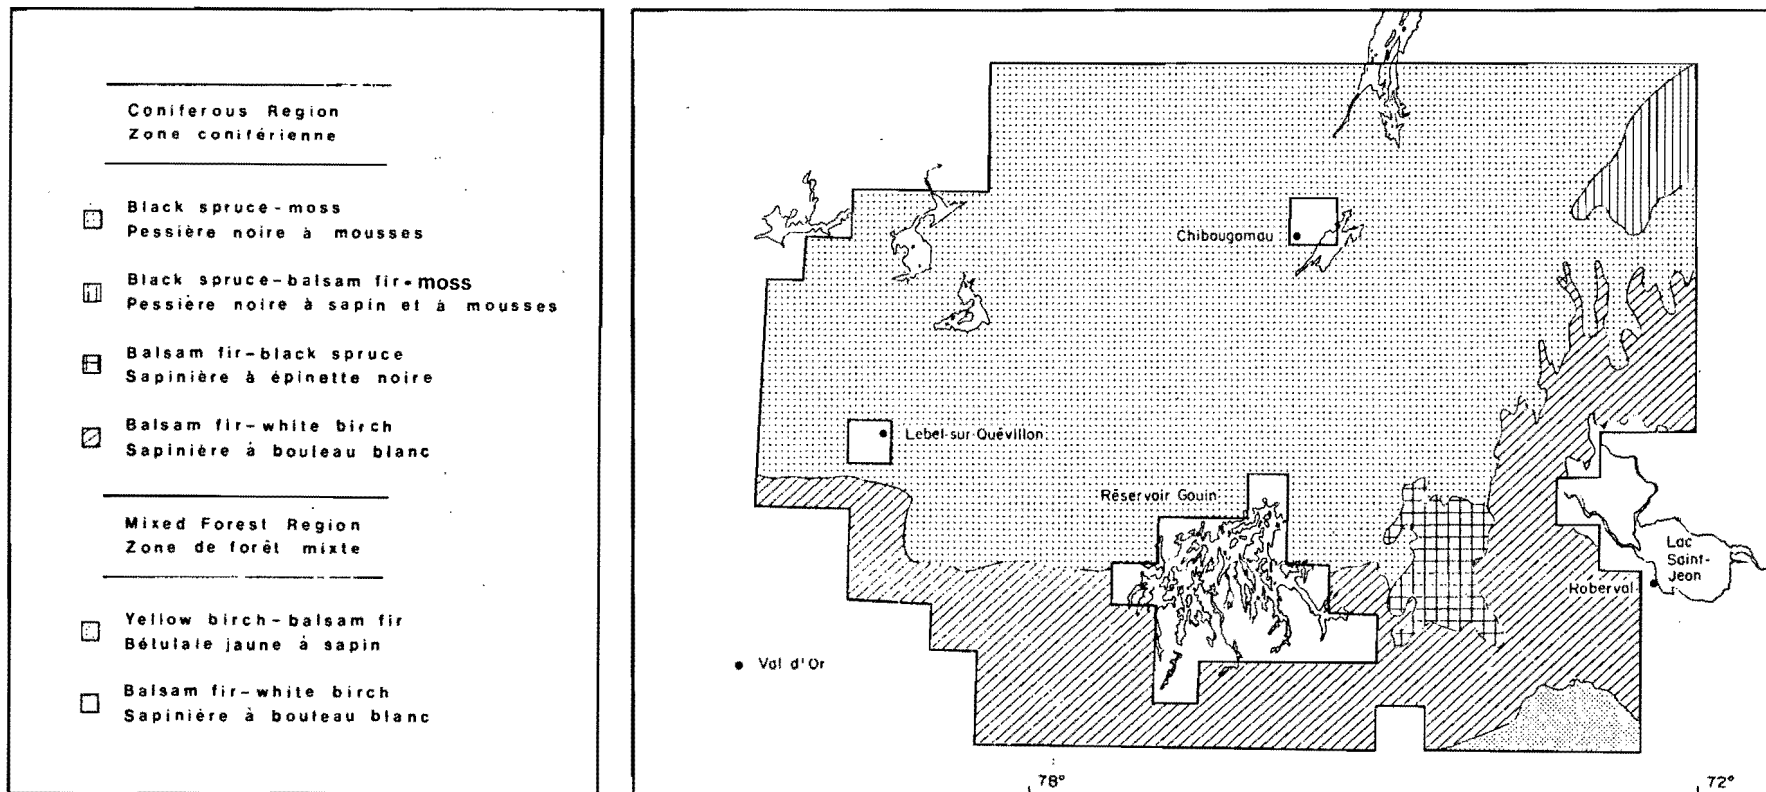 Coniferous Region
Zone coniférienne
Black spruce-moss
Pessière noire à mousses
Black spruce-balsam fir-moss
Pessière noire à sapin et à mousses
Balsam fir-black spruce
Sapinière à épinette noire
Balsam fir-white birch
Sapinière à bouleau blanc
Mixed Forest Region
Zone de forêt mixte
Yellow birch-balsam fir
Bétulaie jaune à sapin
Balsam fir-white birch
Sapinière à bouleau blanc
Chibougamau
Lebel-sur-Quévillon
Réservoir Gouin
Lac
Saint-
Jean
Roberval
Val d'Or
78°
72°